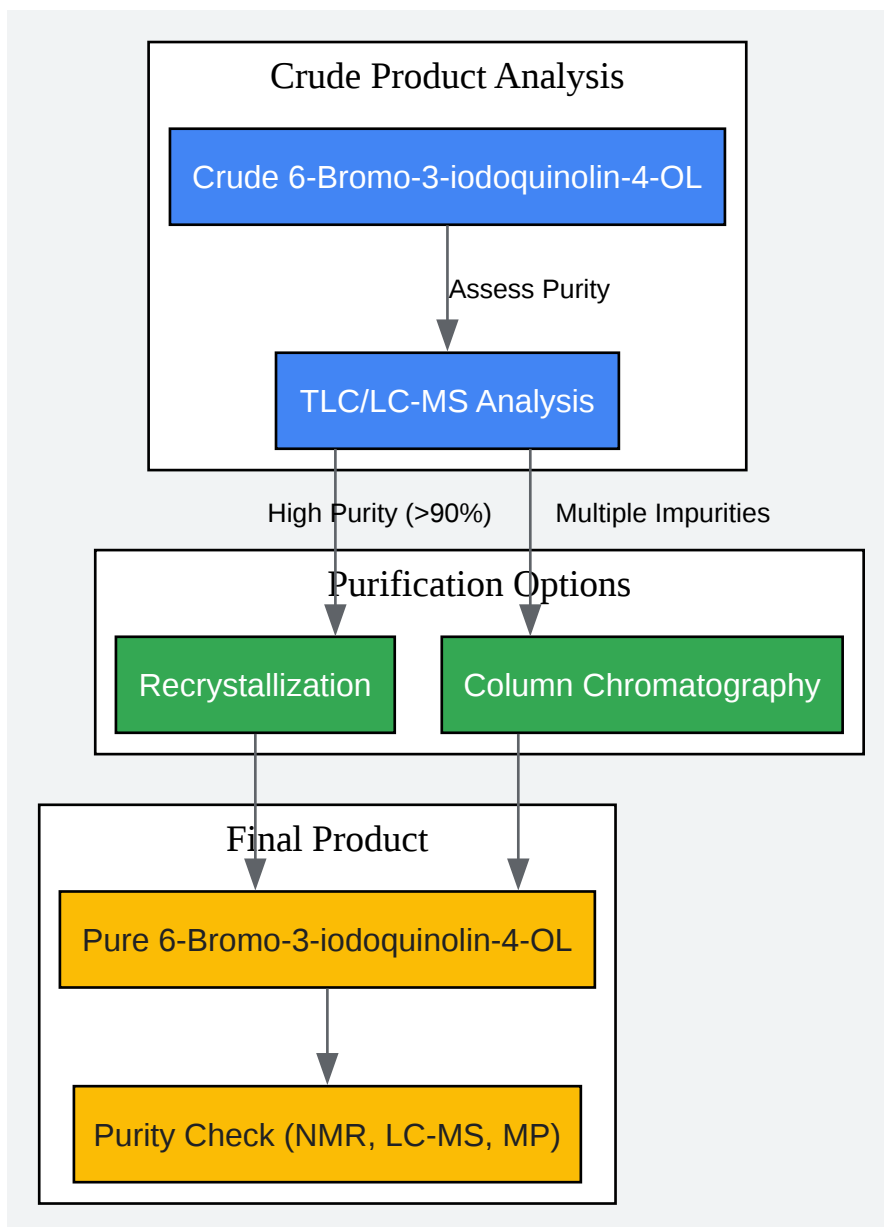 Crude Product Analysis
Crude 6-Bromo-3-iodoquinolin-4-OL
Assess Purity
TLC/LC-MS Analysis
High Purity (>90%)
Multiple Impurities
Purification Options
Recrystallization
Column Chromatography
Final Product
Pure 6-Bromo-3-iodoquinolin-4-OL
Purity Check (NMR, LC-MS, MP)